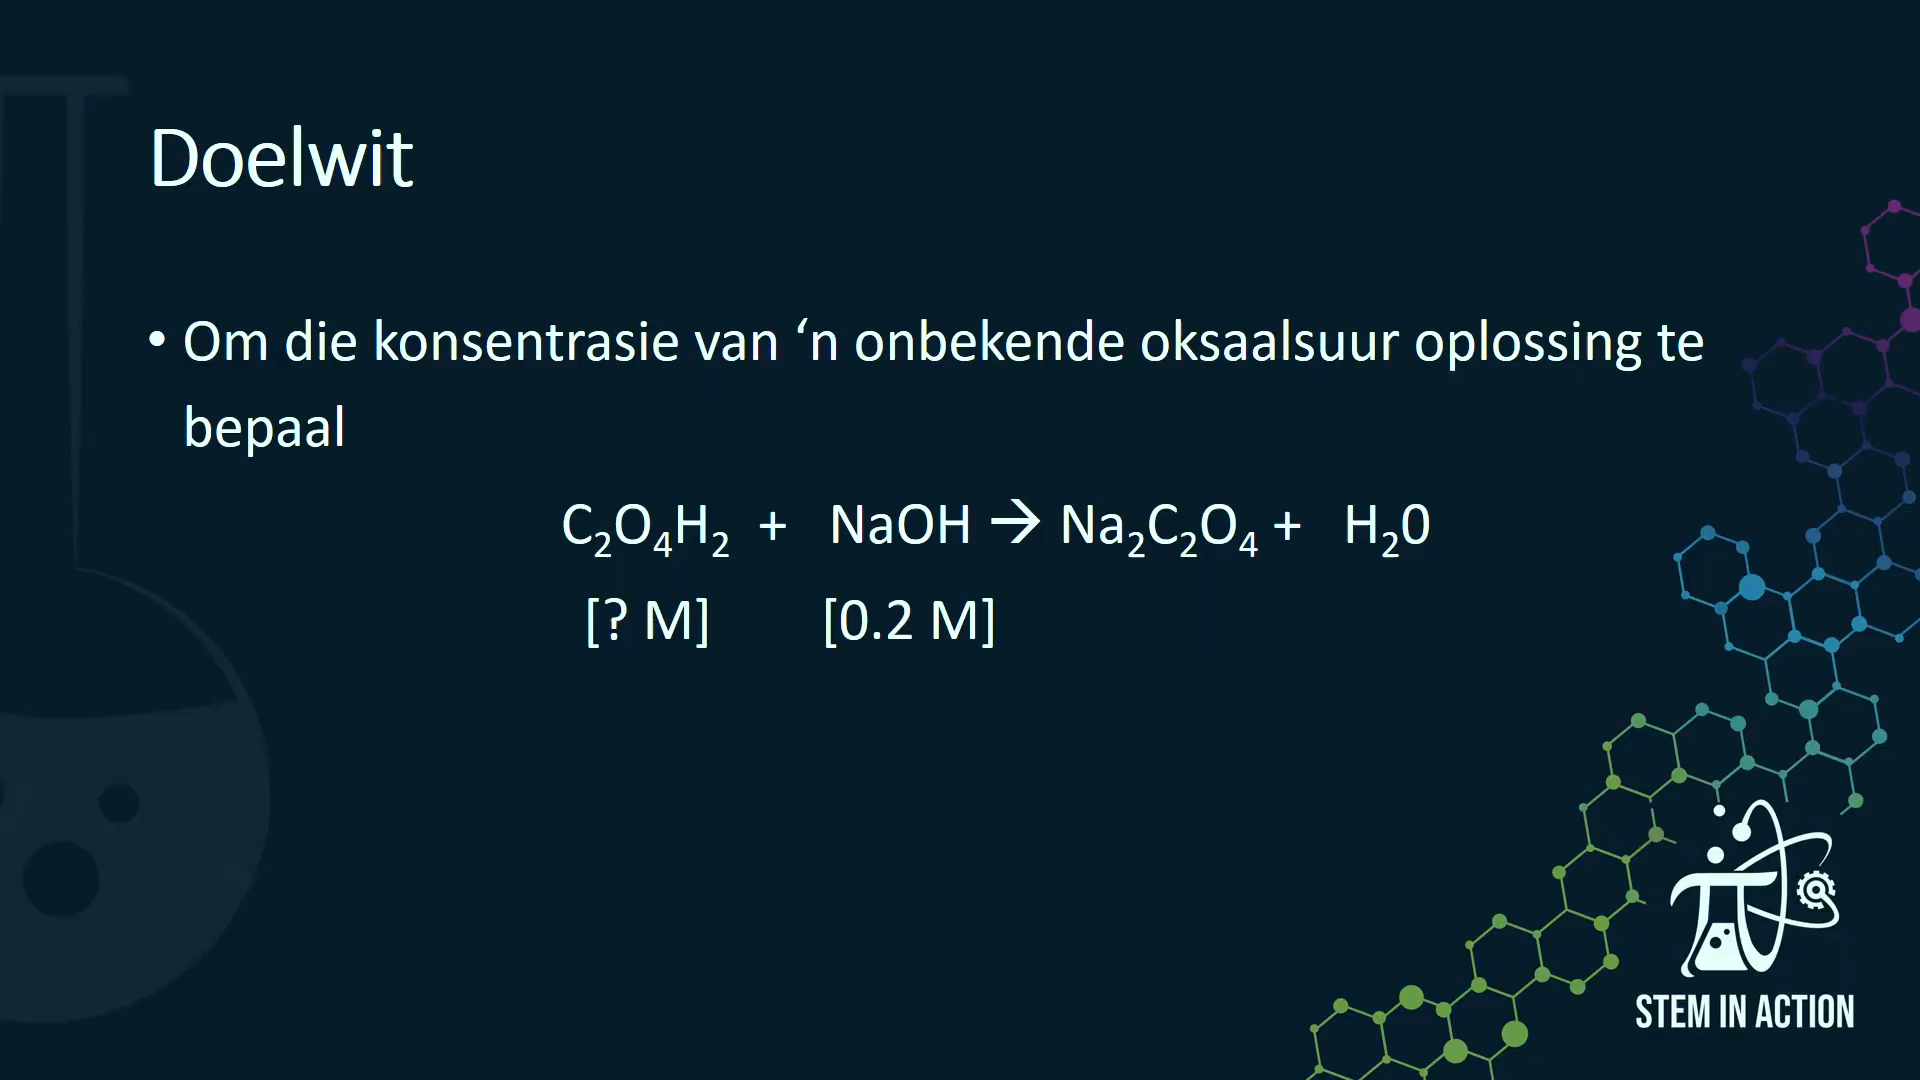 Doelwit
• Om die konsentrasie van ‘n onbekende oksaalsuur oplossing te
bepaal
C₂O₄H₂ + NaOH → Na₂C₂O₄ + H₂0
[? M] [0.2 M]
STEM IN ACTION